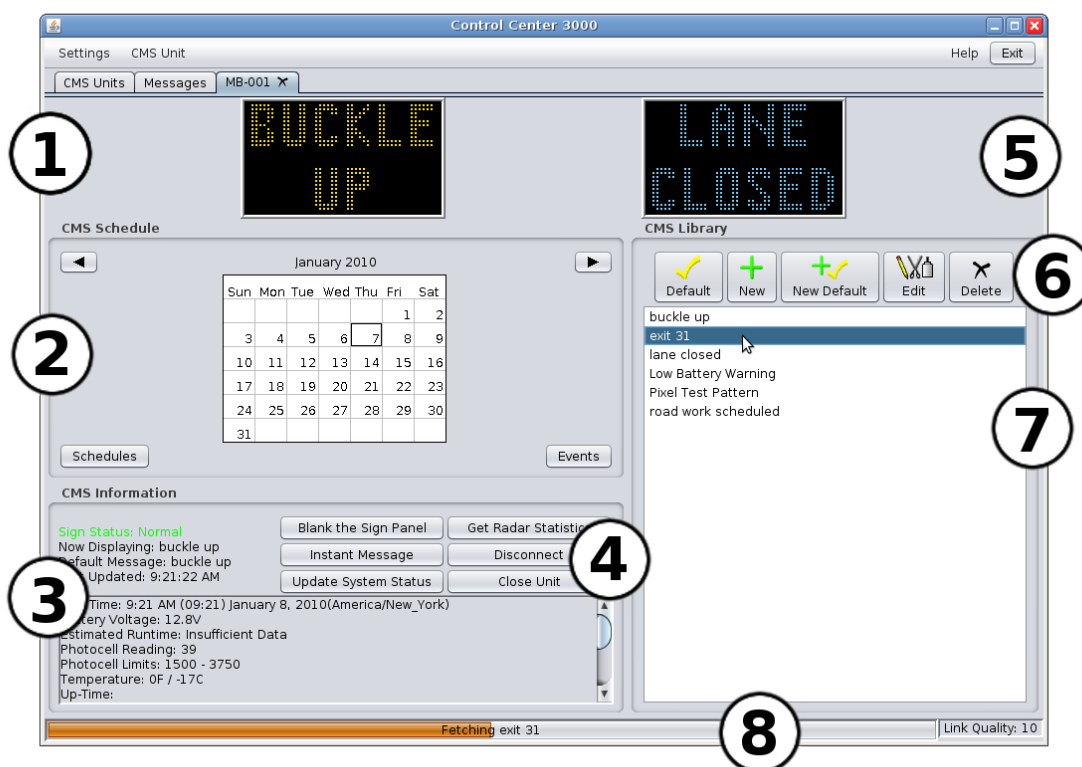 Control Center 3000
Settings CMS Unit Help Exit
CMS Units Messages MB-001
1
BUCKLE
UP
LANE
CLOSED
5
CMS Schedule
January 2010
Sun Mon Tue Wed Thu Fri Sat
1 2
3 4 5 6 7 8 9
10 11 12 13 14 15 16
17 18 19 20 21 22 23
24 25 26 27 28 29 30
31
2
Schedules Events
CMS Library
Default New New Default Edit Delete
6
buckle up
exit 31
lane closed
Low Battery Warning
Pixel Test Pattern
road work scheduled
7
CMS Information
Sign Status: Normal
Now Displaying: buckle up
Default Message: buckle up
Updated: 9:21:22 AM
Blank the Sign Panel Get Radar Statistics
Instant Message Disconnect
Update System Status Close Unit
4
3
Time: 9:21 AM (09:21) January 8, 2010(America/New_York)
Battery Voltage: 12.8V
Estimated Runtime: Insufficient Data
Photocell Reading: 39
Photocell Limits: 1500 - 3750
Temperature: 0F / -17C
Up-Time:
Fetching exit 31
8
Link Quality: 10